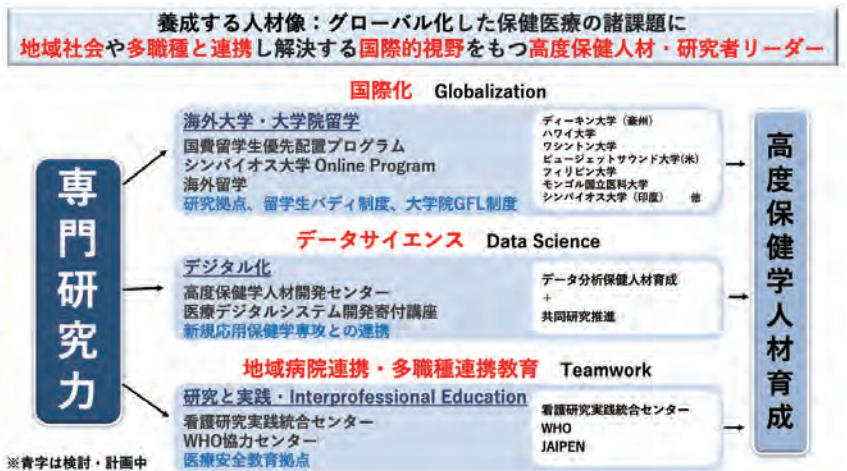 養成する人材像：グローバル化した保健医療の諸課題に
地域社会や多職種と連携し解決する国際的視野をもつ高度保健人材・研究者リーダー
専門研究力
国際化 Globalization
海外大学・大学院留学
国費留学生優先配置プログラム
シンバイオス大学 Online Program
海外留学
研究拠点、留学生バディ制度、大学院GFL制度
ディーキン大学（豪州）
ハワイ大学
ワシントン大学
ピュージェットサウンド大学(米)
フィリピン大学
モンゴル国立医科大学
シンバイオス大学（印度） 他
データサイエンス Data Science
デジタル化
高度保健学人材開発センター
医療デジタルシステム開発寄付講座
新規応用保健学専攻との連携
データ分析保健人材育成
+
共同研究推進
地域病院連携・多職種連携教育 Teamwork
研究と実践・Interprofessional Education
看護研究実践統合センター
WHO協力センター
医療安全教育拠点
看護研究実践統合センター
WHO
JAIPEN
高度保健学人材育成
※青字は検討・計画中